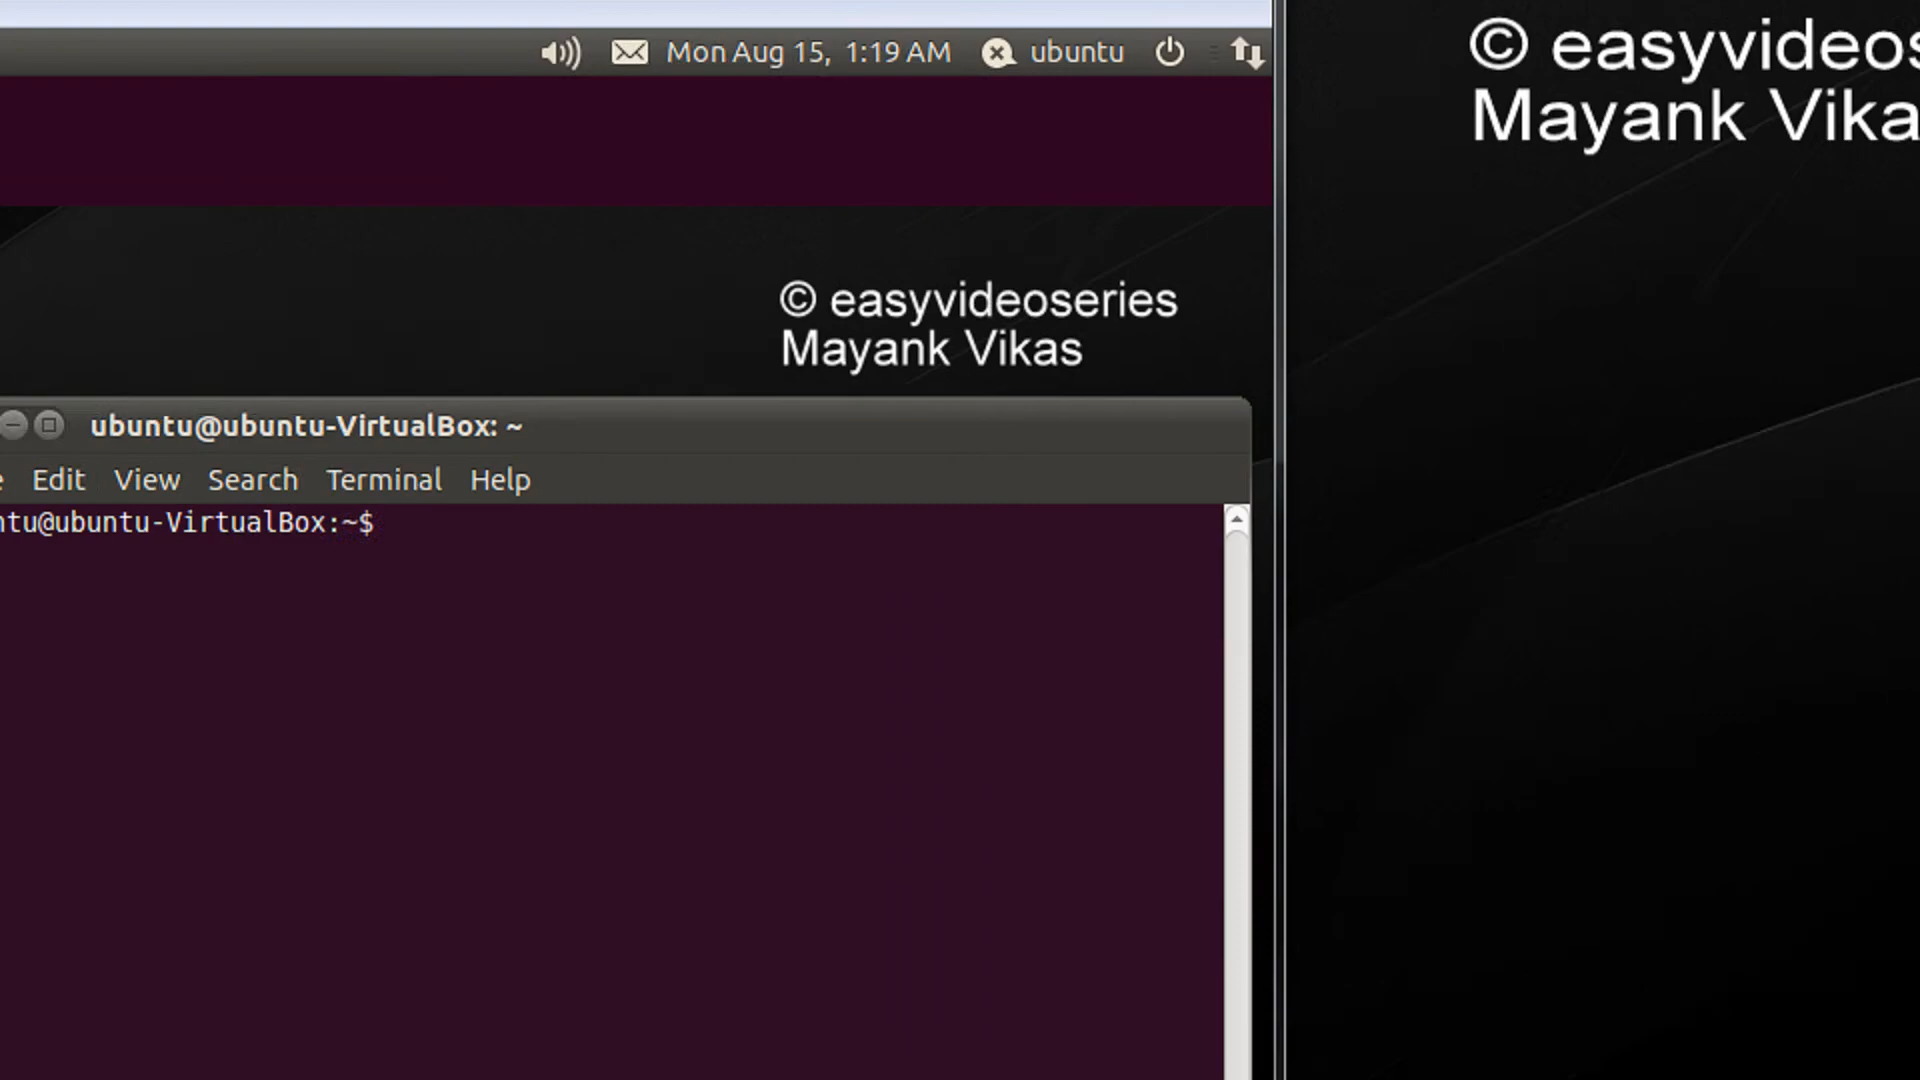 Mon Aug 15, 1:19 AM ubuntu
© easyvideos
Mayank Vika
© easyvideoseries
Mayank Vikas
ubuntu@ubuntu-VirtualBox: ~
e Edit View Search Terminal Help
ntu@ubuntu-VirtualBox:~$